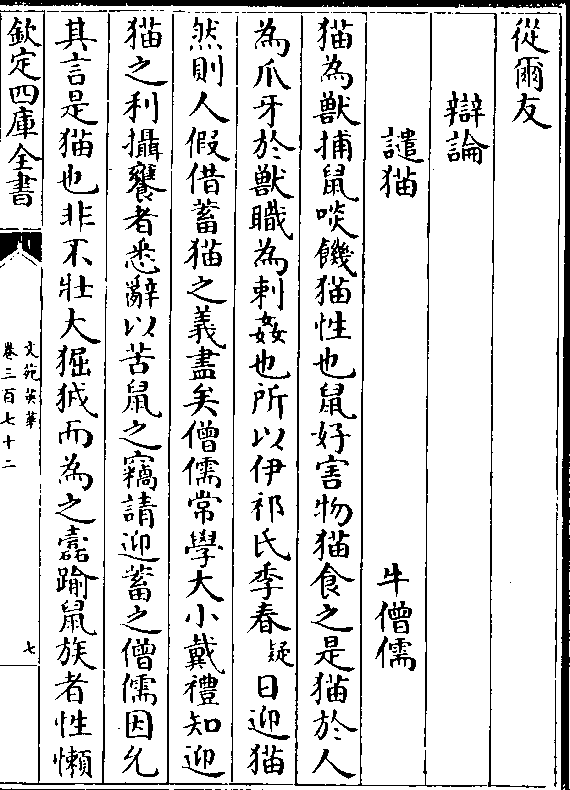 從爾友
辯論
譴猫 牛僧儒
猫為獸捕鼠啖饑猫性也鼠好害物猫食之是猫於人
為爪牙於獸職為刺姦也所以伊祁氏季春疑日迎猫
然則人假借蓄猫之義盡矣僧儒常學大小戴禮知迎
猫之利攝饔者悉辭以苦鼠之竊請迎蓄之僧儒因允
其言是猫也非不壯大猖狘而為之蠧踰鼠族者性懶
欽定四庫全書
文苑英華
卷三百七十二
七